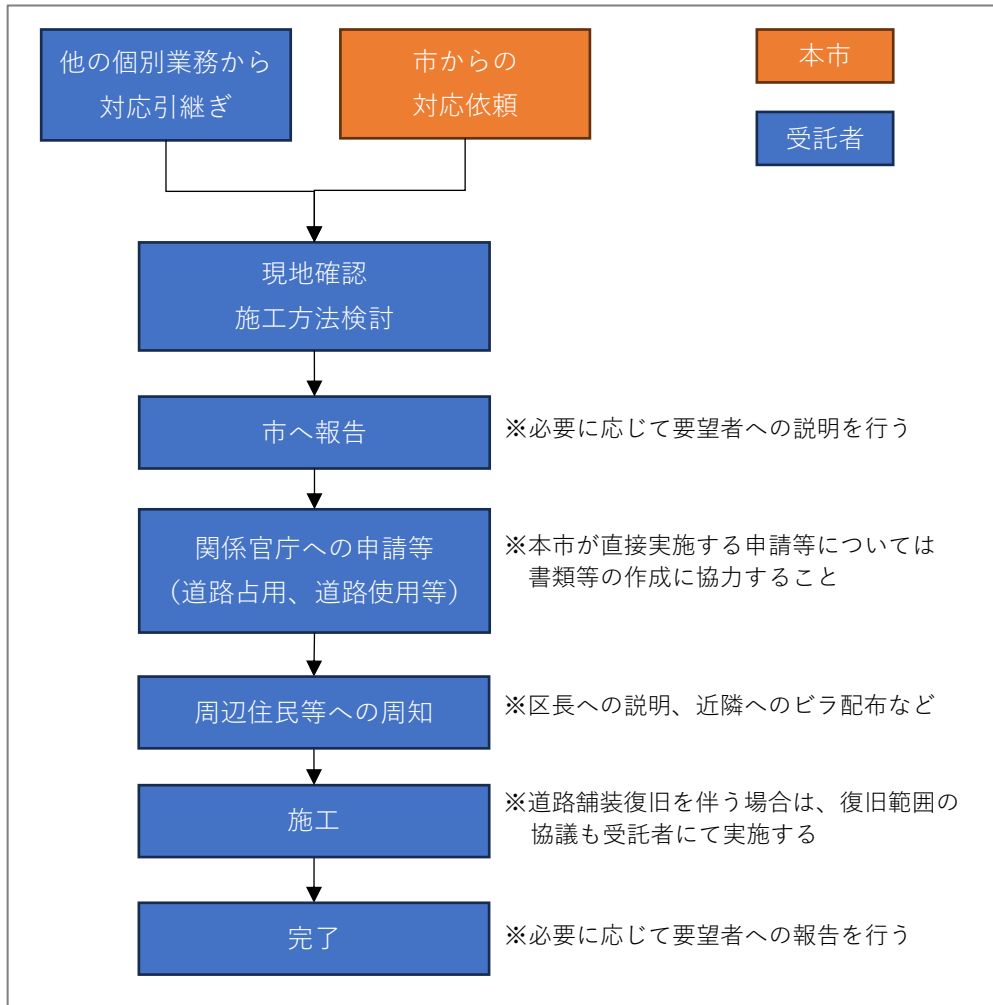 他の個別業務から
対応引継ぎ
市からの
対応依頼
本市
受託者
現地確認
施工方法検討
市へ報告
※必要に応じて要望者への説明を行う
関係官庁への申請等
（道路占用、道路使用等）
※本市が直接実施する申請等については
書類等の作成に協力すること
周辺住民等への周知
※区長への説明、近隣へのビラ配布など
施工
※道路舗装復旧を伴う場合は、復旧範囲の
協議も受託者にて実施する
完了
※必要に応じて要望者への報告を行う